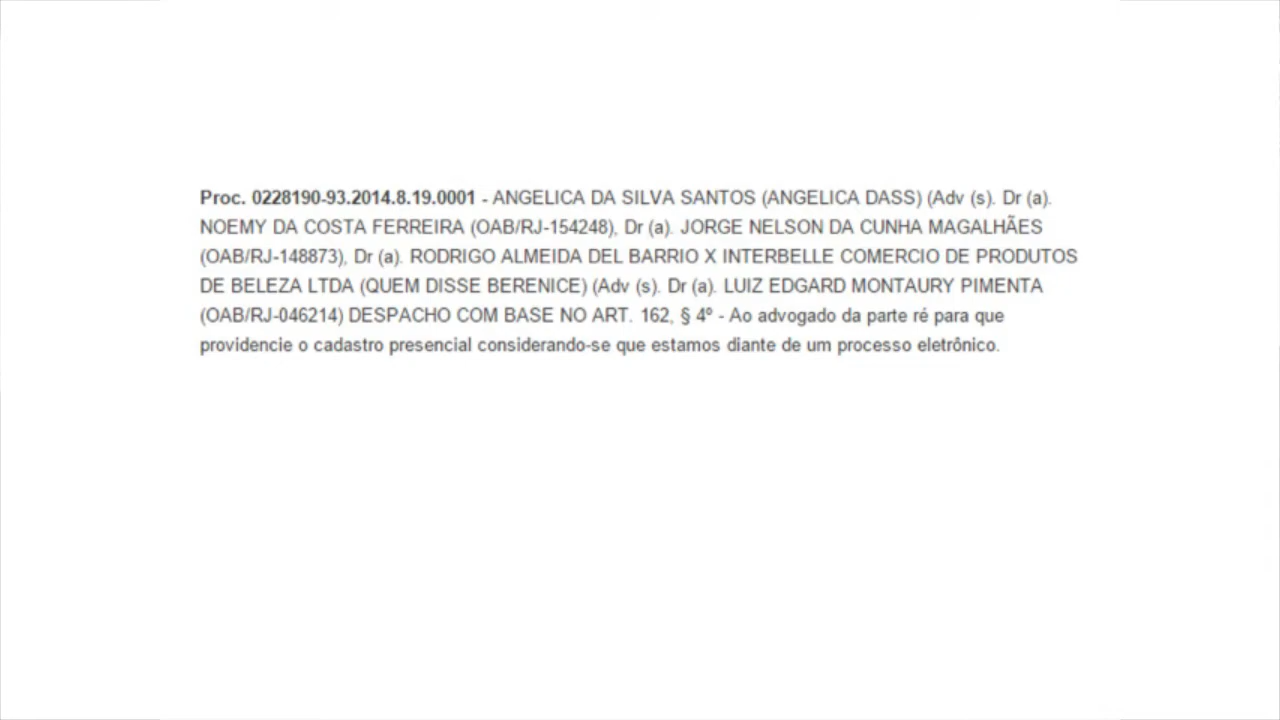 Proc. 0228190-93.2014.8.19.0001 - ANGELICA DA SILVA SANTOS (ANGELICA DASS) (Adv (s). Dr (a).
NOEMY DA COSTA FERREIRA (OAB/RJ-154248), Dr (a). JORGE NELSON DA CUNHA MAGALHÃES
(OAB/RJ-148873), Dr (a). RODRIGO ALMEIDA DEL BARRIO X INTERBELLE COMERCIO DE PRODUTOS
DE BELEZA LTDA (QUEM DISSE BERENICE) (Adv (s). Dr (a). LUIZ EDGARD MONTAURY PIMENTA
(OAB/RJ-046214) DESPACHO COM BASE NO ART. 162, § 4º - Ao advogado da parte ré para que
providencie o cadastro presencial considerando-se que estamos diante de um processo eletrônico.